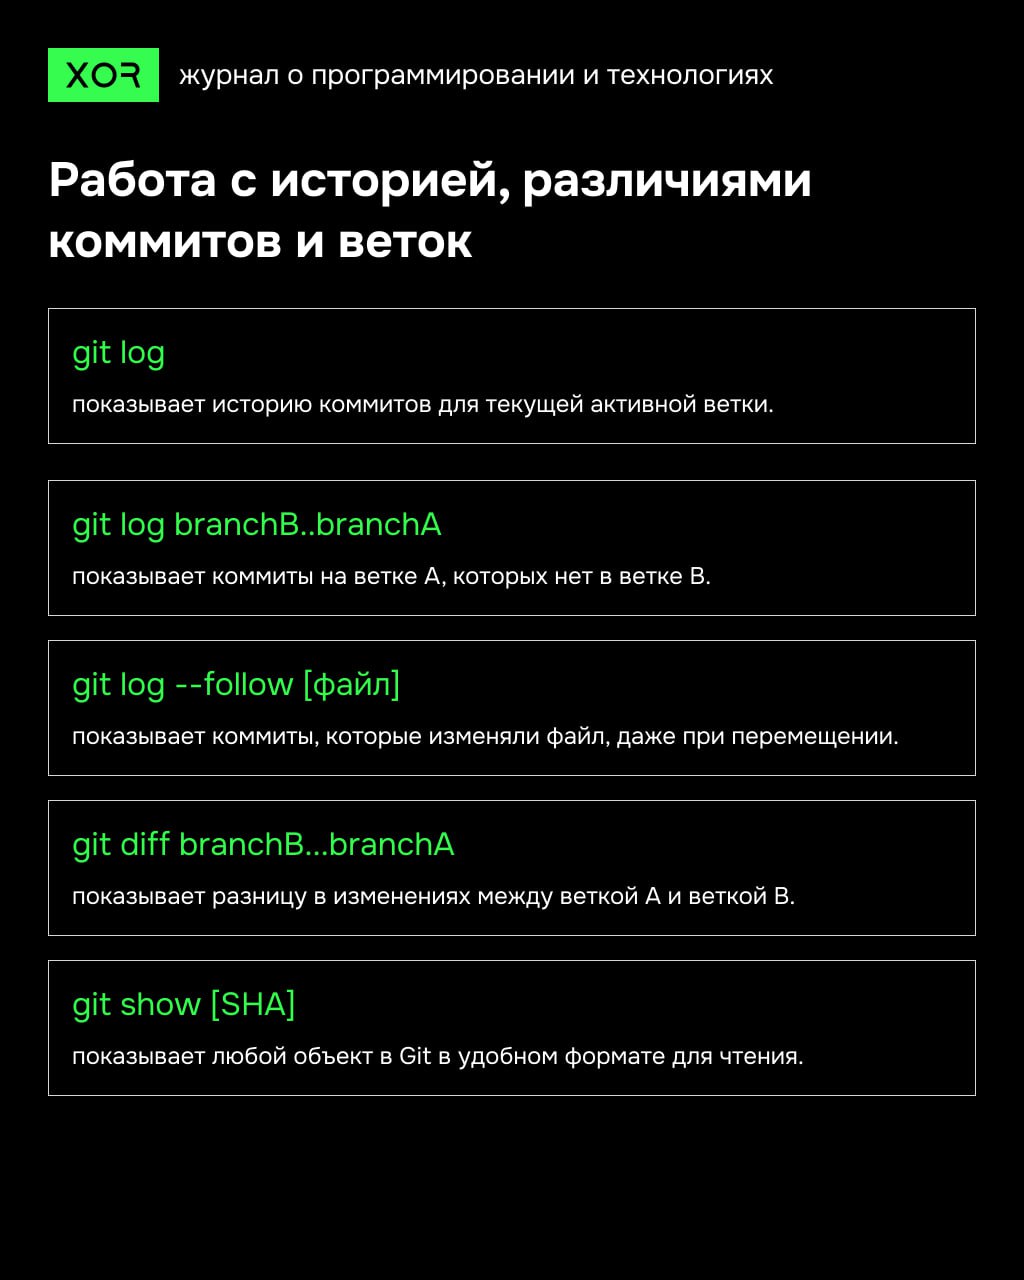 XOR журнал о программировании и технологиях
Работа с историей, различиями
коммитов и веток
git log
показывает историю коммитов для текущей активной ветки.
git log branchB..branchA
показывает коммиты на ветке A, которых нет в ветке B.
git log --follow [файл]
показывает коммиты, которые изменяли файл, даже при перемещении.
git diff branchB...branchA
показывает разницу в изменениях между веткой A и веткой B.
git show [SHA]
показывает любой объект в Git в удобном формате для чтения.